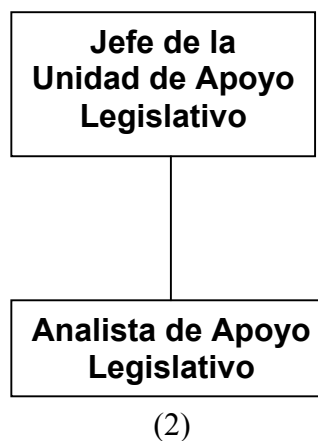 Jefe de la
Unidad de Apoyo
Legislativo
Analista de Apoyo
Legislativo
(2)